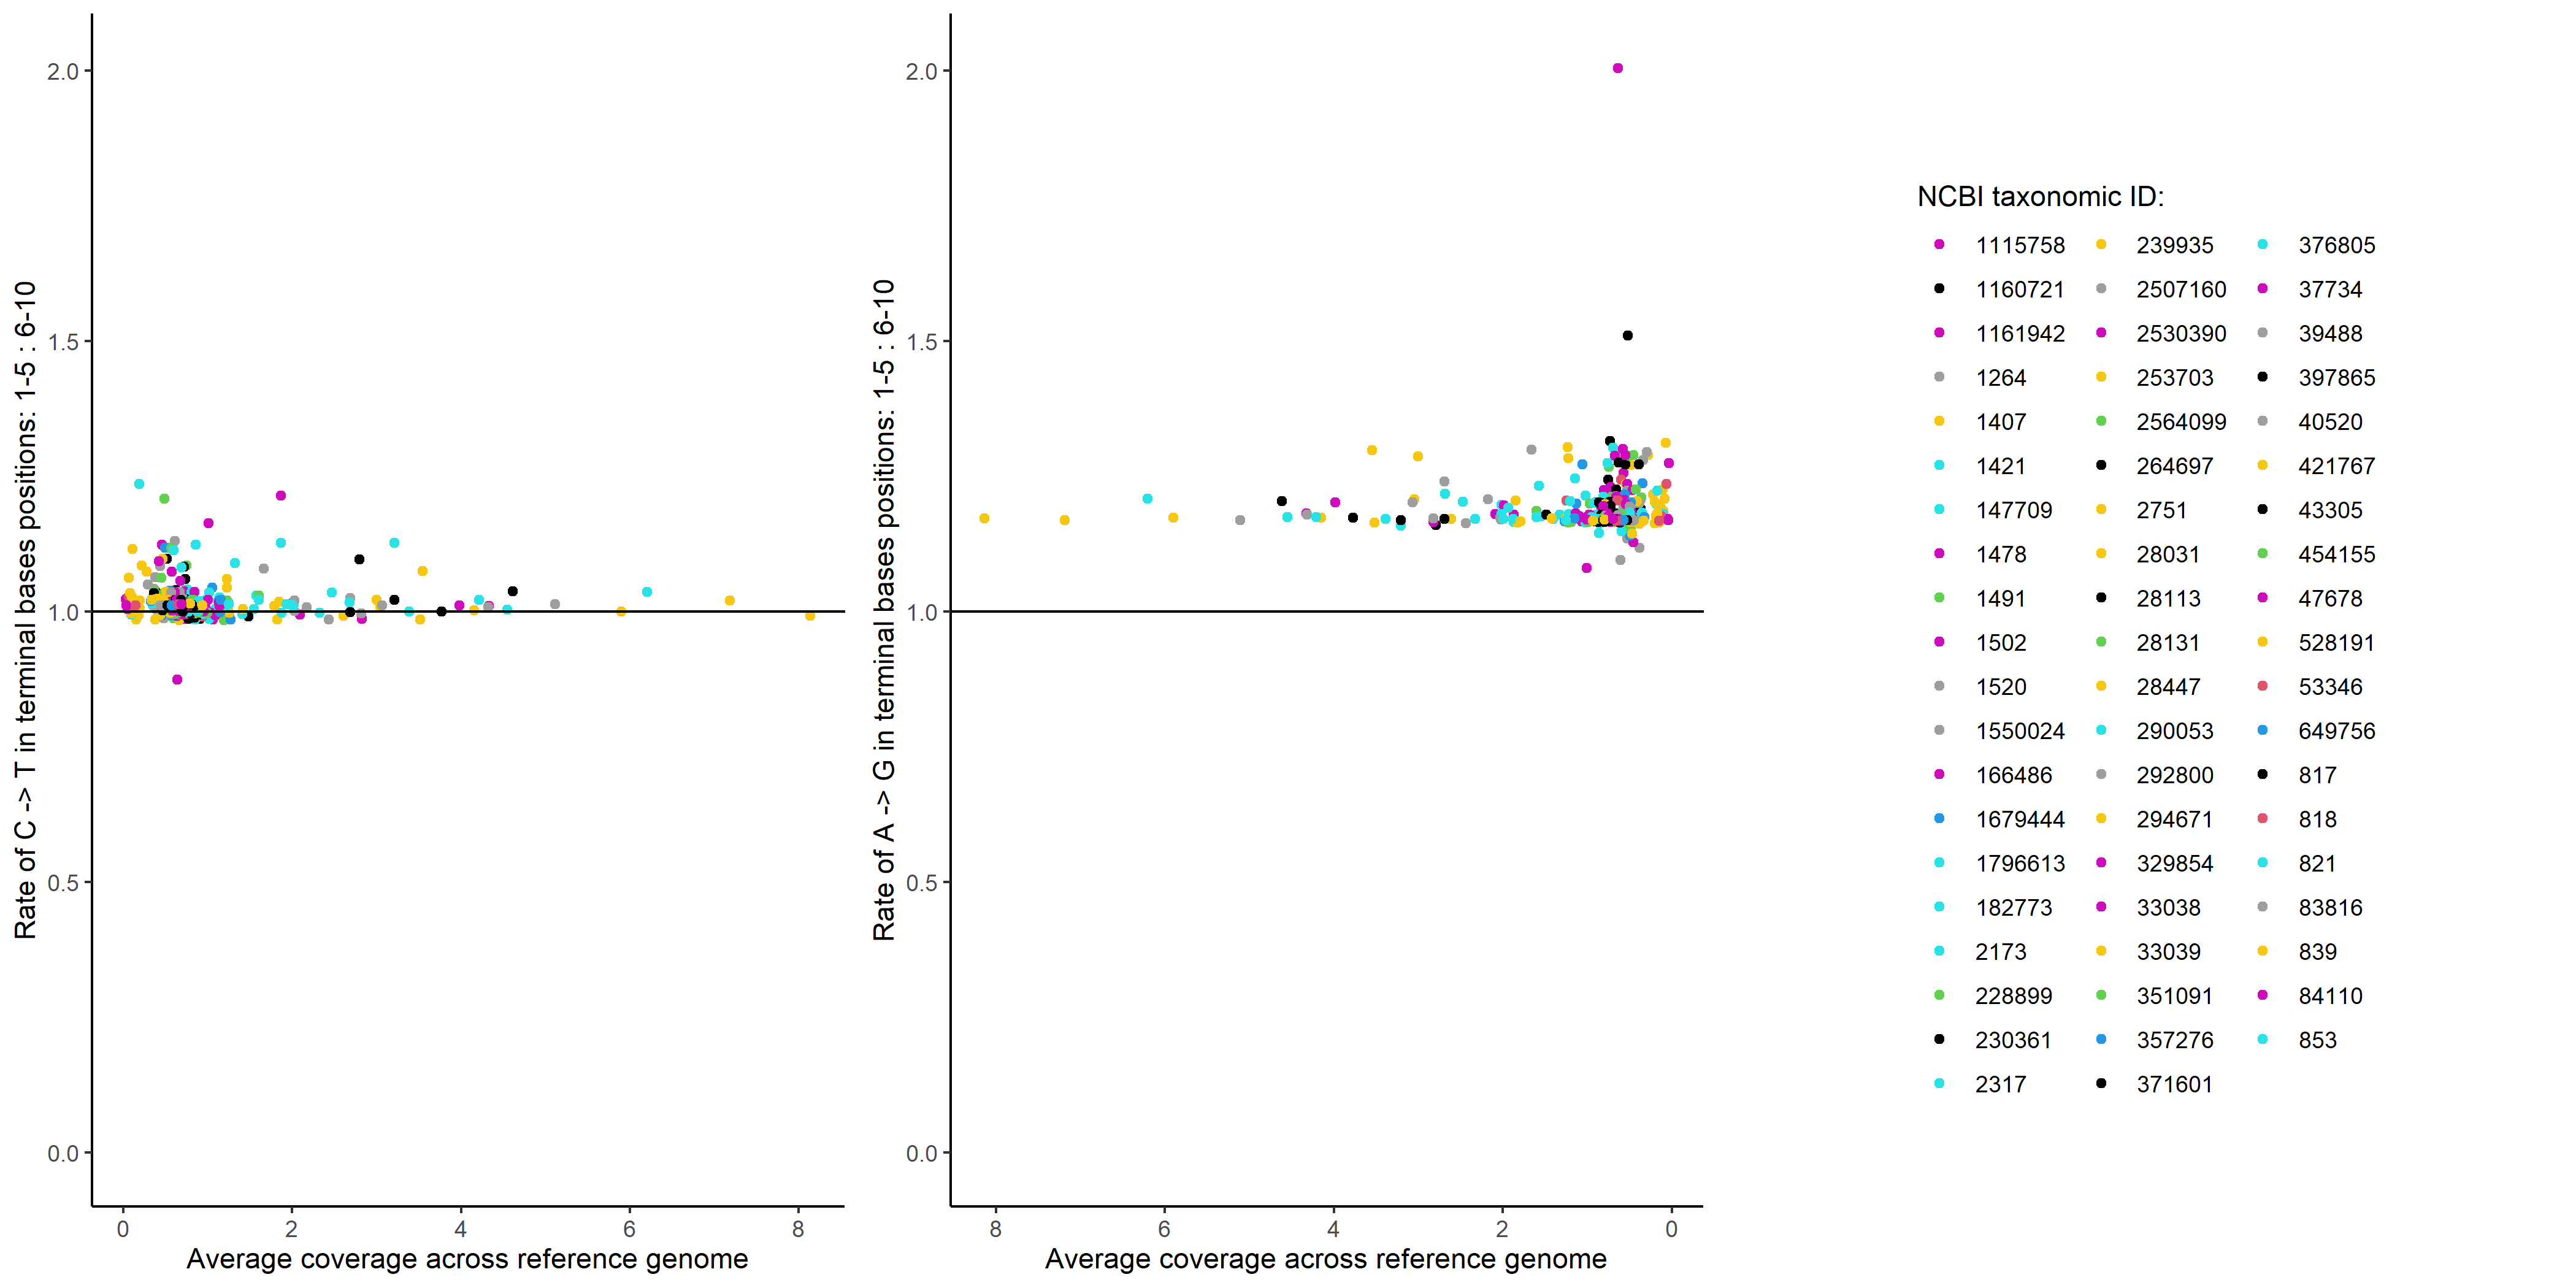 Rate of C -> T in terminal bases positions: 1-5 : 6-10
2.0
1.5
1.0
0.5
0.0
0 2 4 6 8
Average coverage across reference genome
Rate of A -> G in terminal bases positions: 1-5 : 6-10
2.0
1.5
1.0
0.5
0.0
8 6 4 2 0
Average coverage across reference genome
NCBI taxonomic ID:
1115758 239935 376805
1160721 2507160 37734
1161942 2530390 39488
1264 253703 397865
1407 2564099 40520
1421 264697 421767
147709 2751 43305
1478 28031 454155
1491 28113 47678
1502 28131 528191
1520 28447 53346
1550024 290053 649756
166486 292800 817
1679444 294671 818
1796613 329854 821
182773 33038 83816
2173 33039 839
228899 351091 84110
230361 357276 853
2317 371601